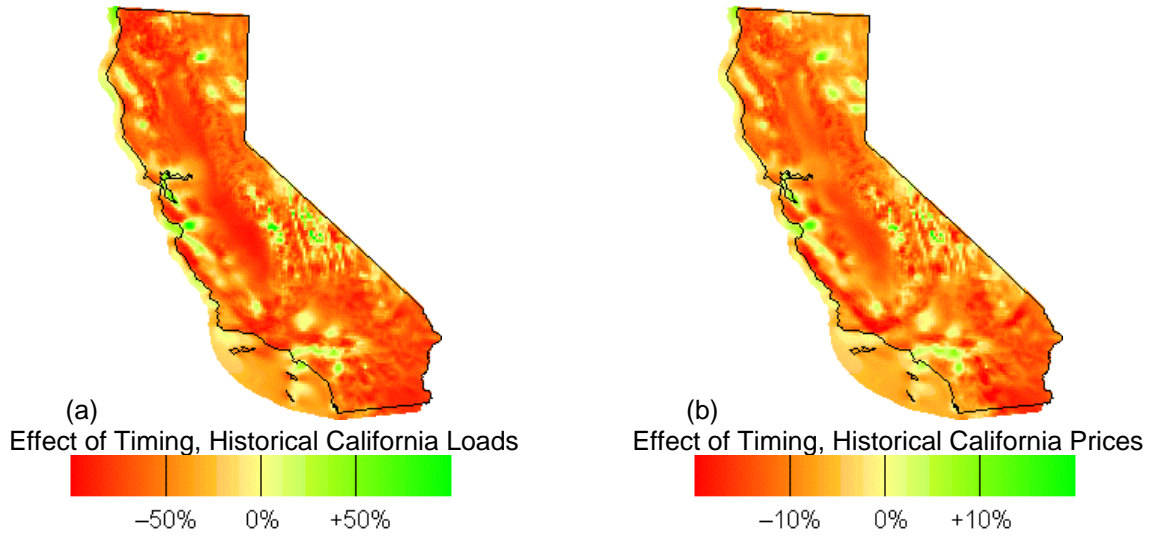 (a)
Effect of Timing, Historical California Loads
–50% 0% +50%
(b)
Effect of Timing, Historical California Prices
–10% 0% +10%